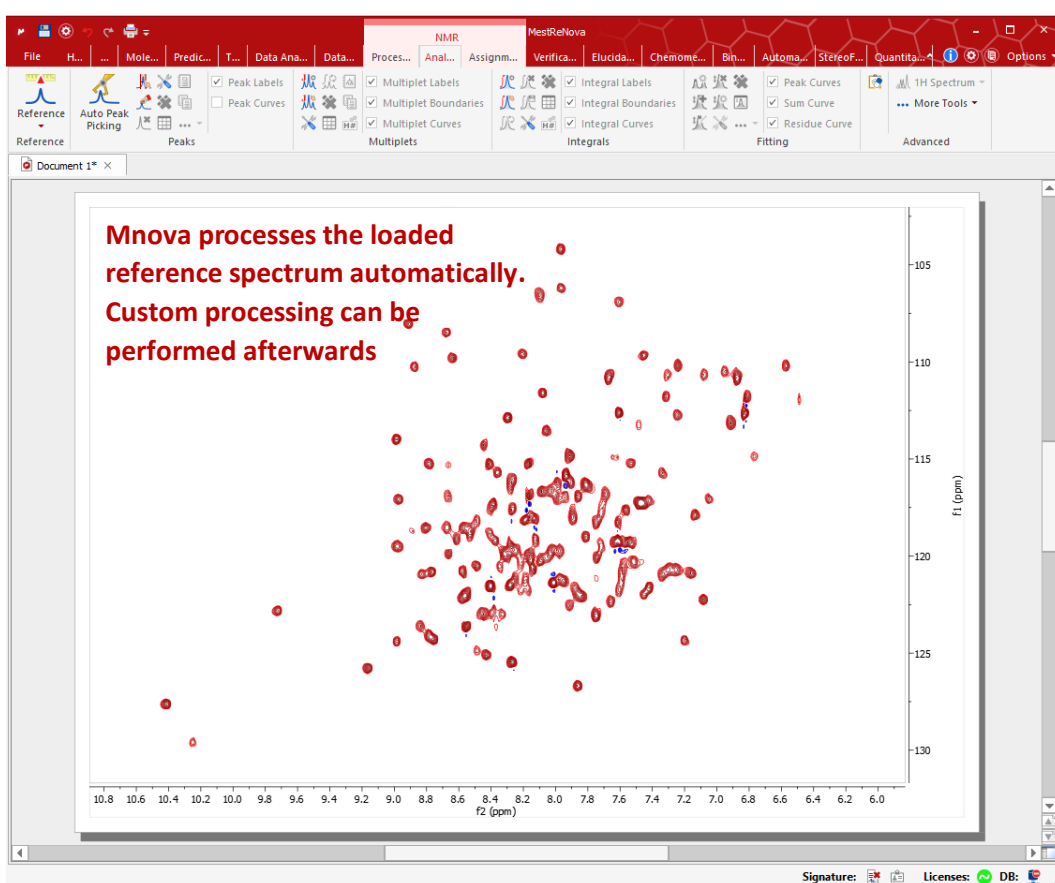 NMR
MestReNova
File H... ... Mole... Predic... T... Data Ana... Data... Proces... Anal... Assignm... Verifica... Elucida... Chemome... Bin... Automa... StereoF... Quantita... Options
Reference
Auto Peak
Picking
Peak Labels
Peak Curves
H#
Multiplet Labels
Multiplet Boundaries
Multiplet Curves
H#
Integral Labels
Integral Boundaries
Integral Curves
Peak Curves
Sum Curve
Residue Curve
1H Spectrum
More Tools
Reference Peaks Multiplets Integrals Fitting Advanced
Document 1*
Mnova processes the loaded
reference spectrum automatically.
Custom processing can be
performed afterwards
105
110
115
120
125
130
f1 (ppm)
10.8 10.6 10.4 10.2 10.0 9.8 9.6 9.4 9.2 9.0 8.8 8.6 8.4 8.2 8.0 7.8 7.6 7.4 7.2 7.0 6.8 6.6 6.4 6.2 6.0
f2 (ppm)
Signature: Licenses: DB: